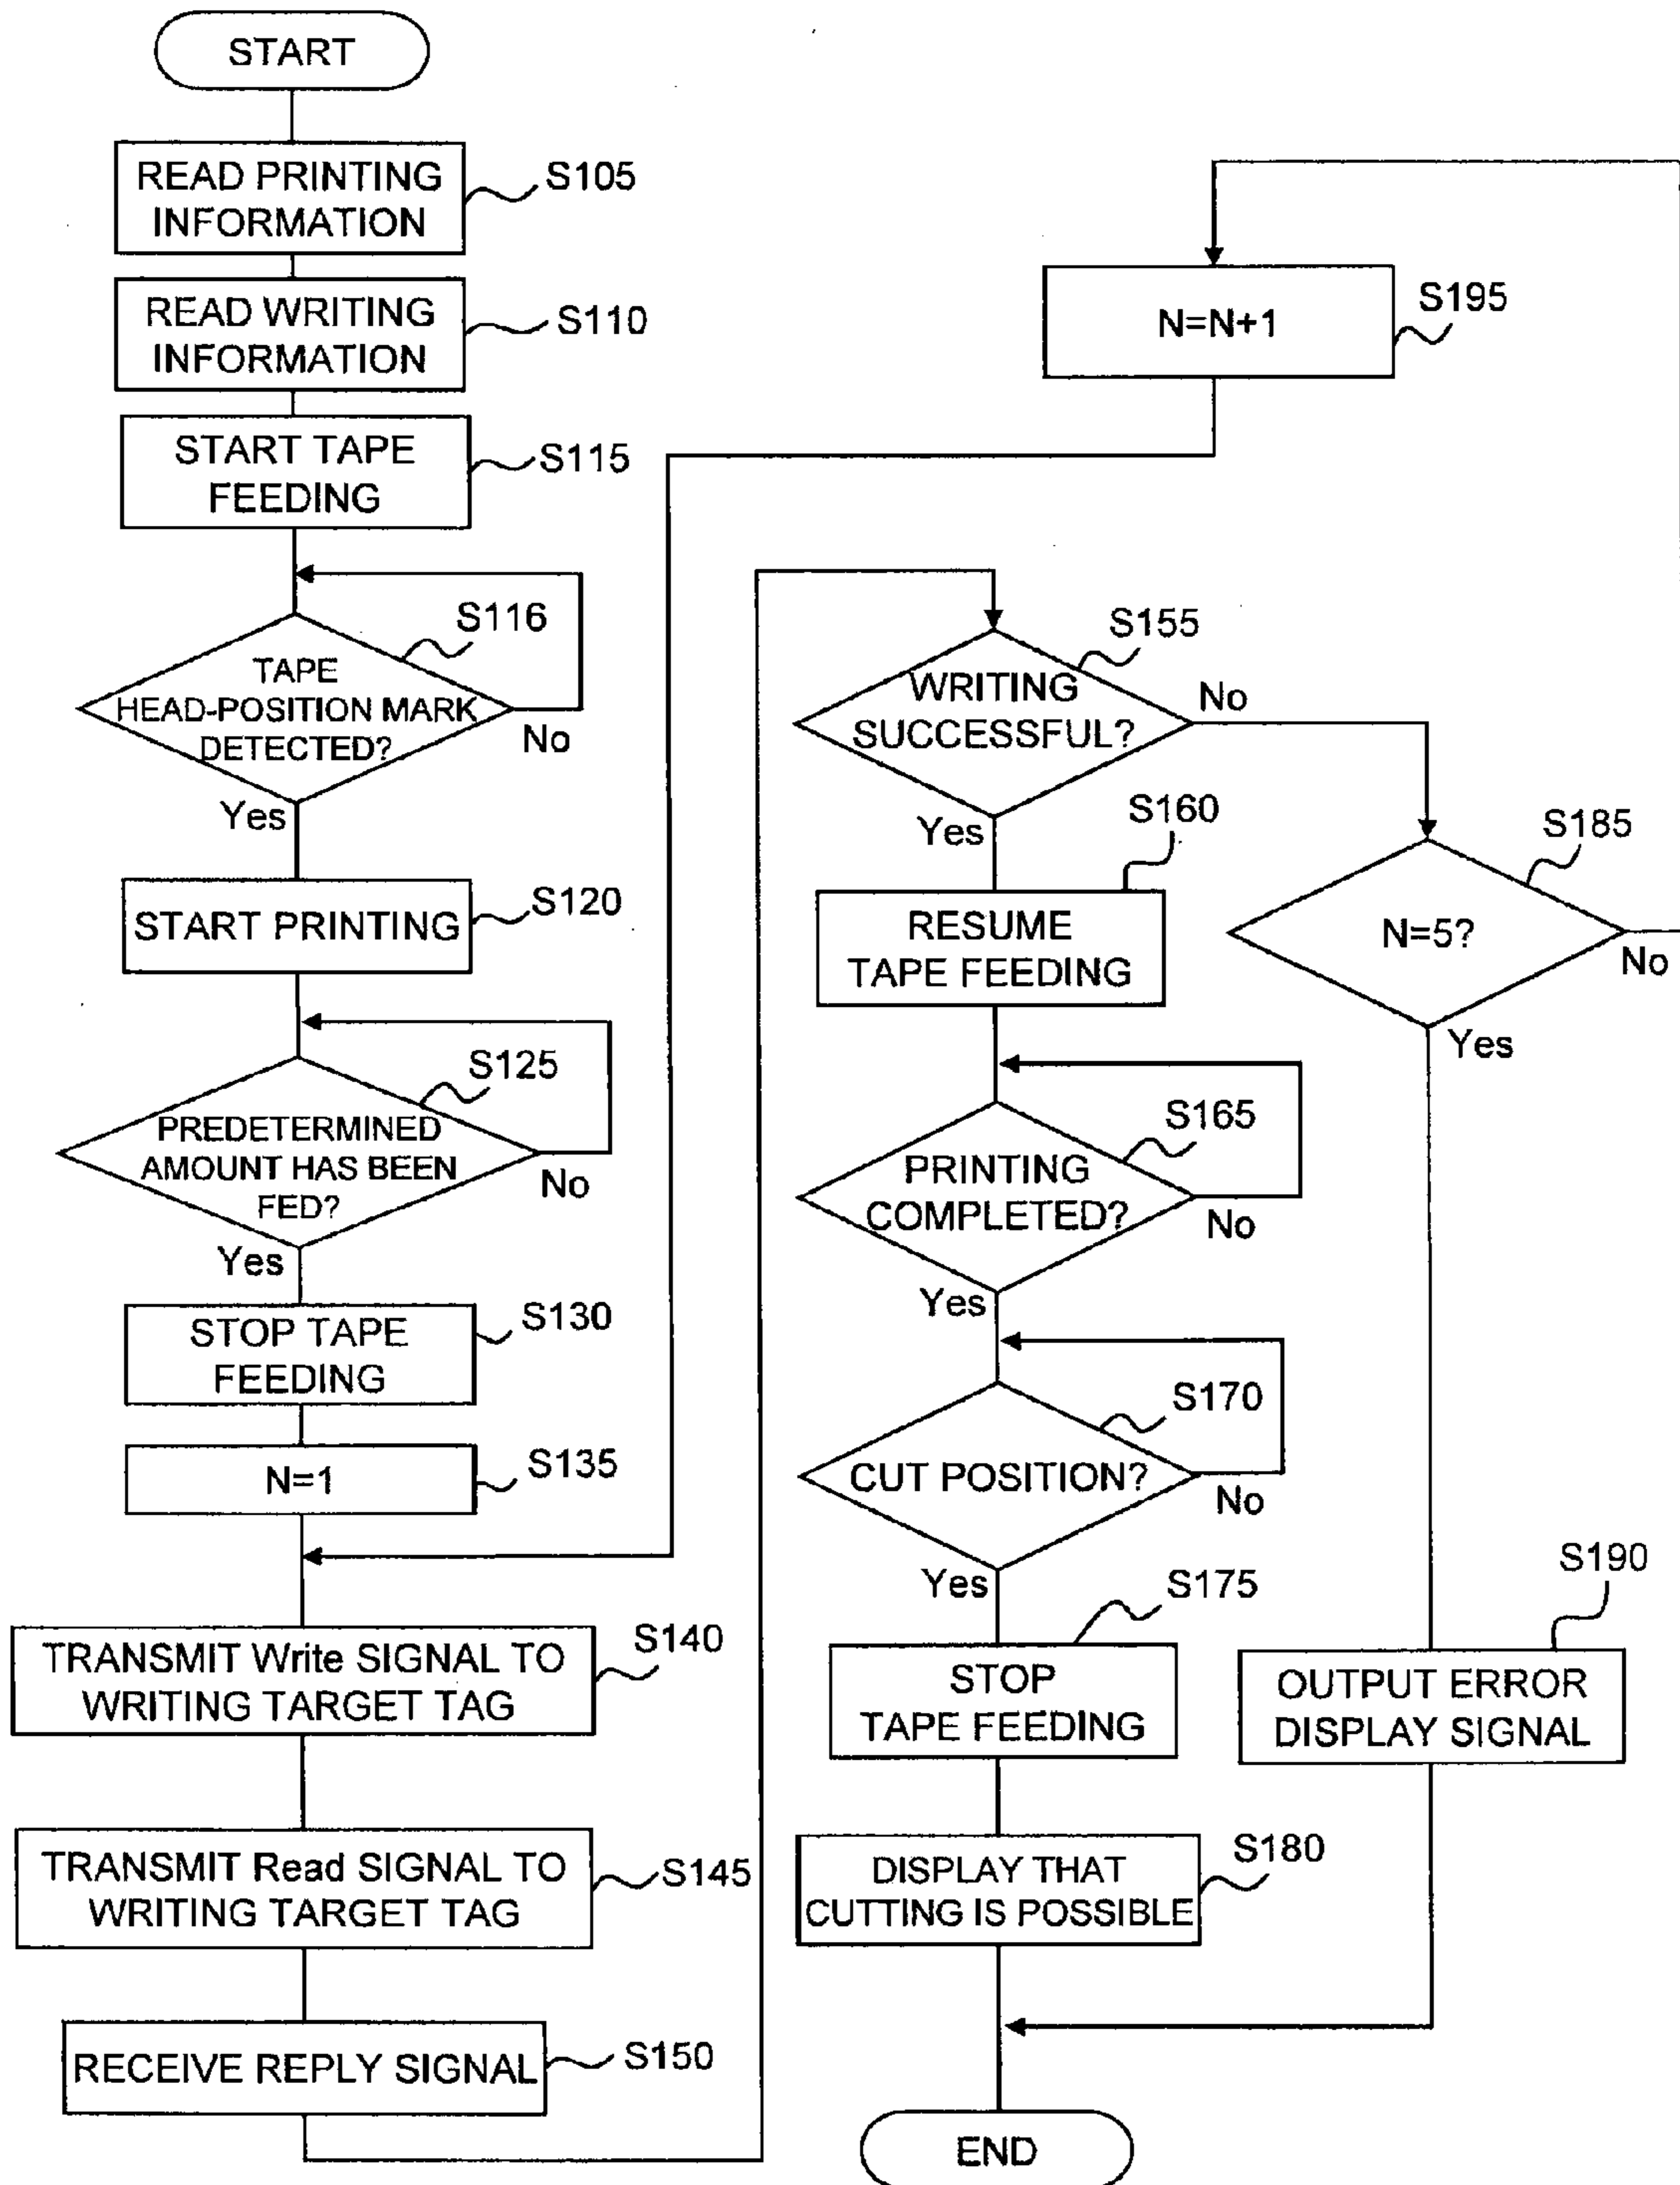 START
READ PRINTING
INFORMATION
S105
READ WRITING
INFORMATION
S110
START TAPE
FEEDING
S115
S116
TAPE
HEAD-POSITION MARK
DETECTED?
No
Yes
START PRINTING
S120
S125
PREDETERMINED
AMOUNT HAS BEEN
FED?
No
Yes
STOP TAPE
FEEDING
S130
N=1
S135
TRANSMIT Write SIGNAL TO
WRITING TARGET TAG
S140
TRANSMIT Read SIGNAL TO
WRITING TARGET TAG
S145
RECEIVE REPLY SIGNAL
S150
N=N+1
S195
S155
WRITING
SUCCESSFUL?
No
Yes
S160
RESUME
TAPE FEEDING
S165
PRINTING
COMPLETED?
No
Yes
S170
CUT POSITION?
No
Yes
S175
STOP
TAPE FEEDING
S180
DISPLAY THAT
CUTTING IS POSSIBLE
S185
N=5?
No
Yes
S190
OUTPUT ERROR
DISPLAY SIGNAL
END